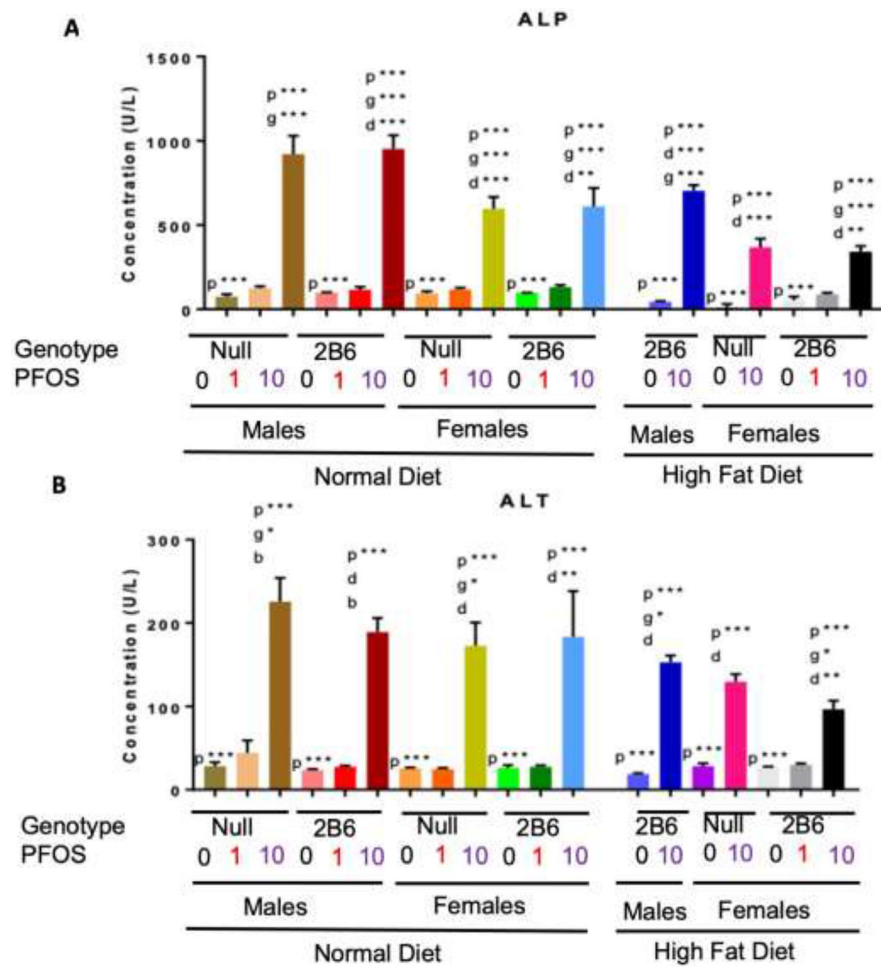 A
ALP
Concentration (U/L)
1500
1000
500
0
p***
p***
g***
p***
p***
g***
d***
p***
p***
g***
d***
p***
p***
g***
d**
p***
p***
d***
g***
p***
p***
d***
p***
p***
g***
d**
Genotype Null 2B6 Null 2B6 2B6 Null 2B6
PFOS 0 1 10 0 1 10 0 1 10 0 1 10 0 10 0 10 0 1 10
Males Females Males Females
Normal Diet High Fat Diet
B
ALT
Concentration (U/L)
300
200
100
0
p***
p***
g*
b
p***
p***
d
b
p***
p***
g*
d
p***
p***
d**
p***
p***
g*
d
p***
p***
d
p***
p***
g*
d**
Genotype Null 2B6 Null 2B6 2B6 Null 2B6
PFOS 0 1 10 0 1 10 0 1 10 0 1 10 0 10 0 10 0 1 10
Males Females Males Females
Normal Diet High Fat Diet